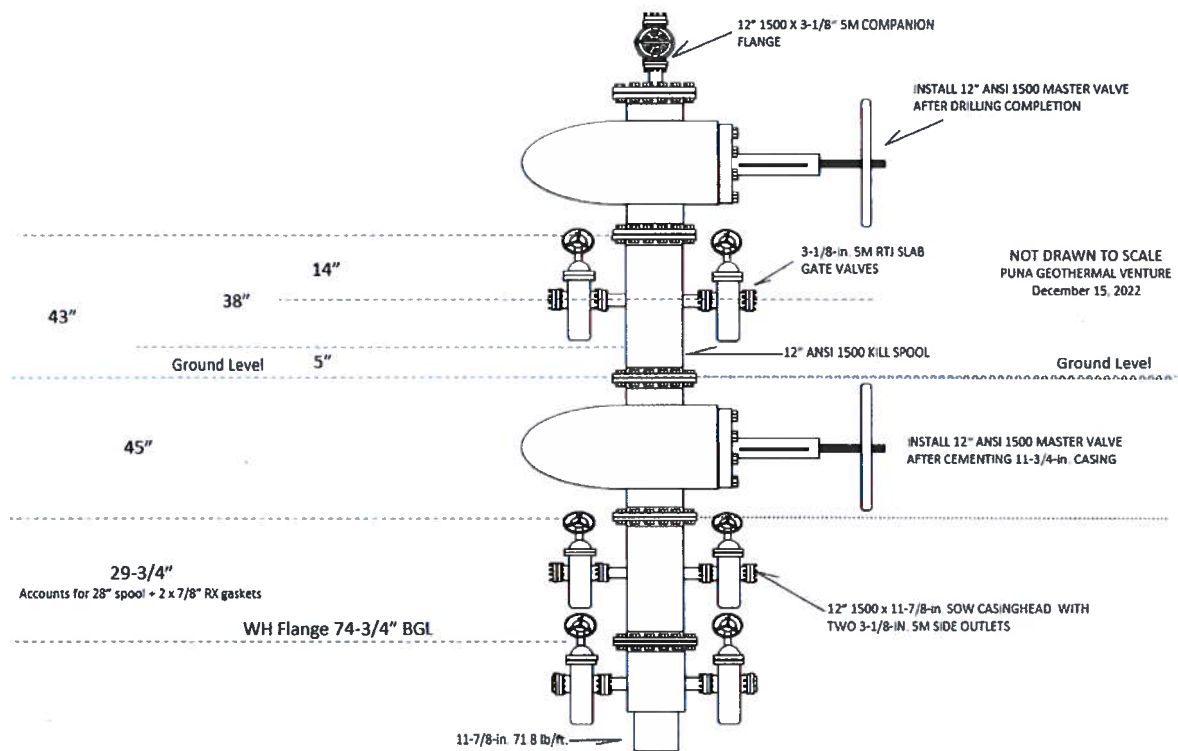 12" 1500 X 3-1/8" 5M COMPANION
FLANGE
INSTALL 12" ANSI 1500 MASTER VALVE
AFTER DRILLING COMPLETION
3-1/8-in. 5M RTJ SLAB
GATE VALVES
NOT DRAWN TO SCALE
PUNA GEOTHERMAL VENTURE
December 15, 2022
14"
38"
43"
12" ANSI 1500 KILL SPOOL
Ground Level
5"
Ground Level
45"
INSTALL 12" ANSI 1500 MASTER VALVE
AFTER CEMENTING 11-3/4-in. CASING
29-3/4"
Accounts for 28" spool + 2 x 7/8" RX gaskets
12" 1500 x 11-7/8-in SOW CASINGHEAD WITH
TWO 3-1/8-IN. 5M SIDE OUTLETS
WH Flange 74-3/4" BGL
11-7/8-in. 71 8 lb/ft.